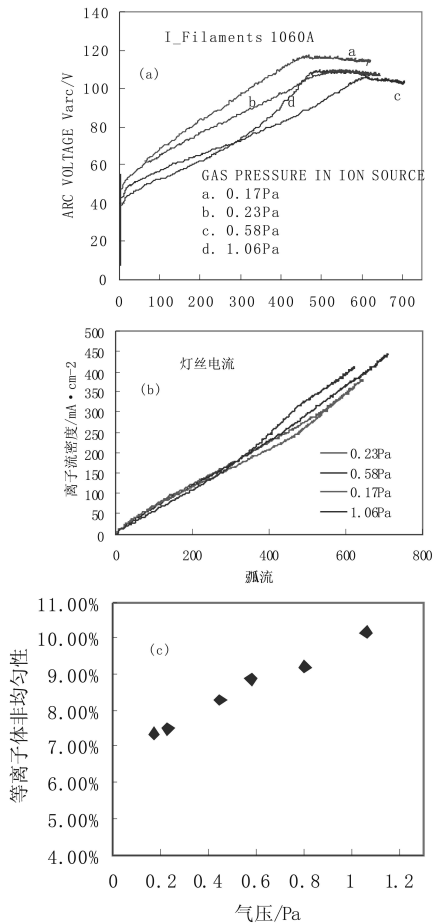 140
I_Filaments 1060A
120
a
(a)
100
b
d
c
80
ARC VOLTAGE Varc/V
60
GAS PRESSURE IN ION SOURCE
a. 0.17Pa
40
b. 0.23Pa
c. 0.58Pa
20
d. 1.06Pa
0
0 100 200 300 400 500 600 700
500
450
灯丝电流
400
(b)
350
300
离子流密度/mA·cm-2
250
0.23Pa
200
0.58Pa
150
0.17Pa
100
1.06Pa
50
0
0 200 400 600 800
弧流
11.00%
10.00%
(c)
9.00%
等离子体非均匀性
8.00%
7.00%
6.00%
5.00%
4.00%
0 0.2 0.4 0.6 0.8 1 1.2
气压/Pa